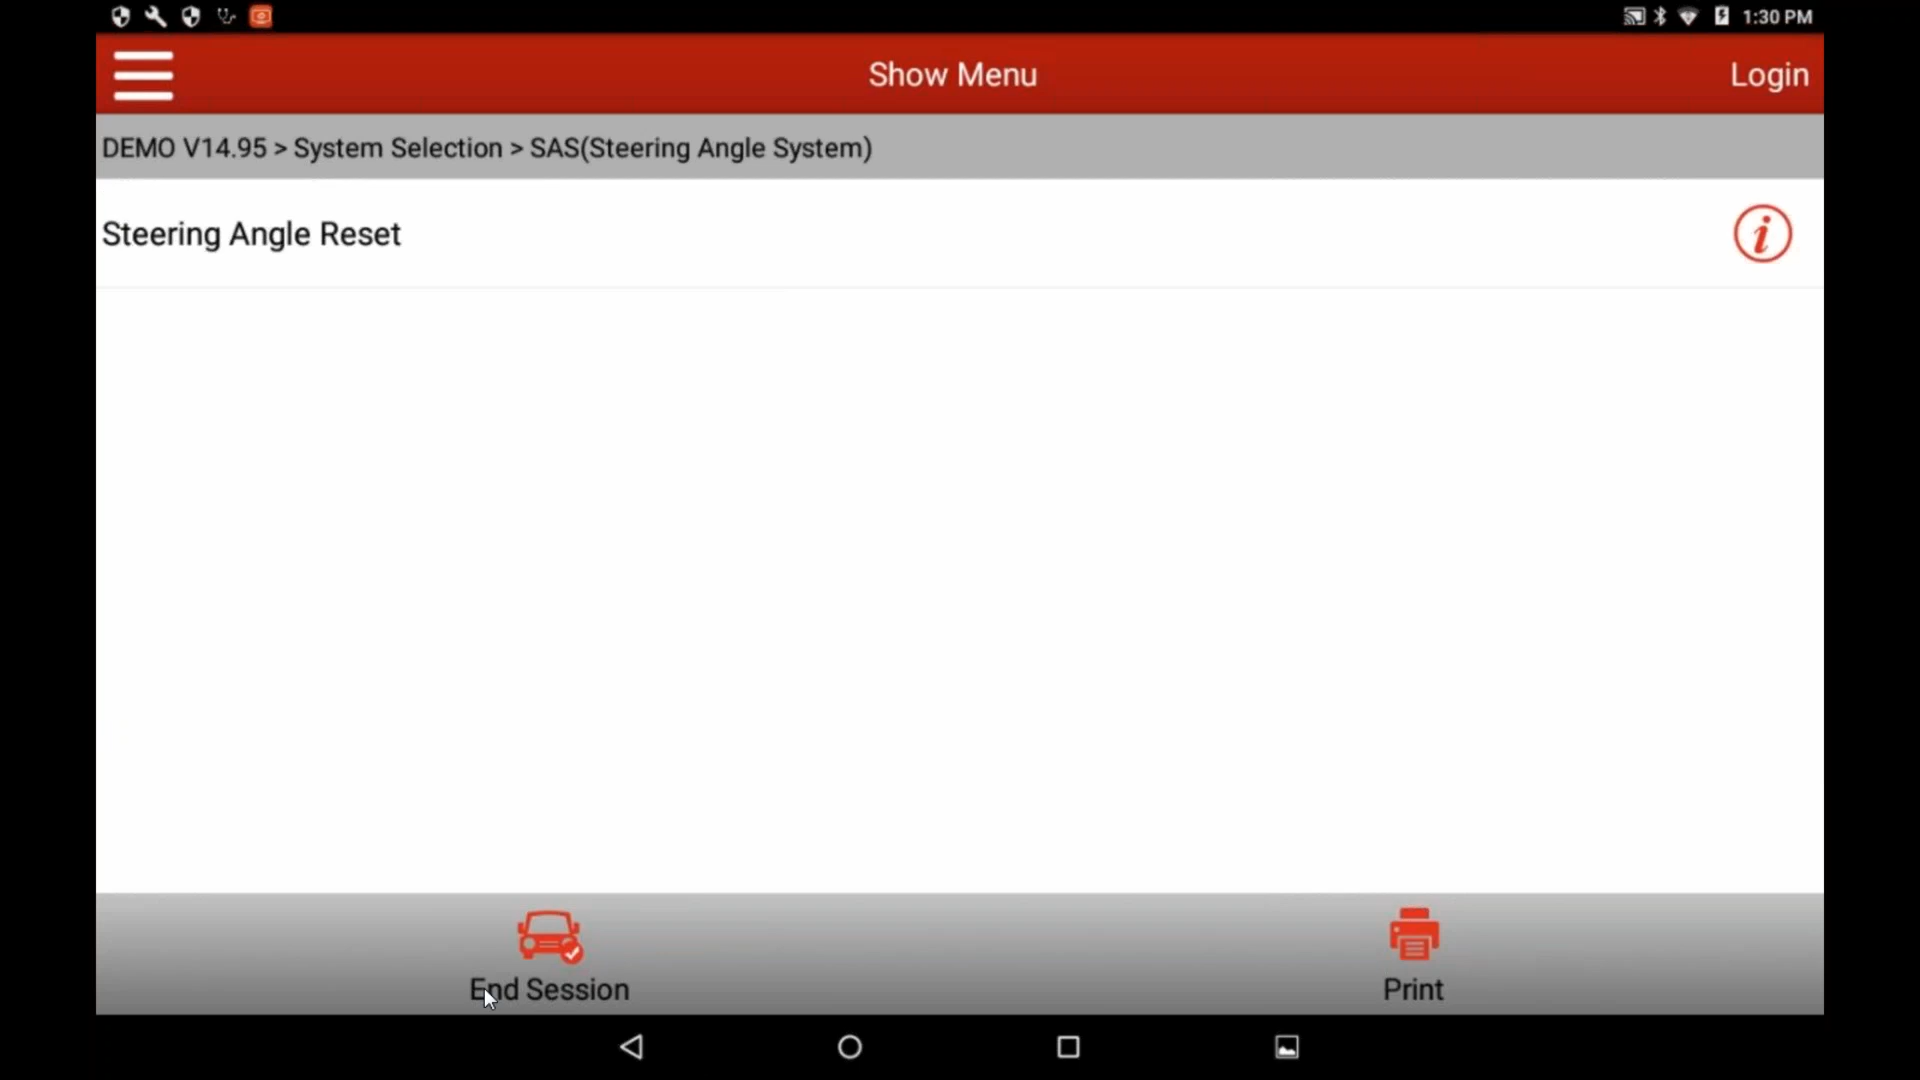 1:30 PM
Show Menu
Login
DEMO V14.95 > System Selection > SAS(Steering Angle System)
Steering Angle Reset
i
End Session
Print